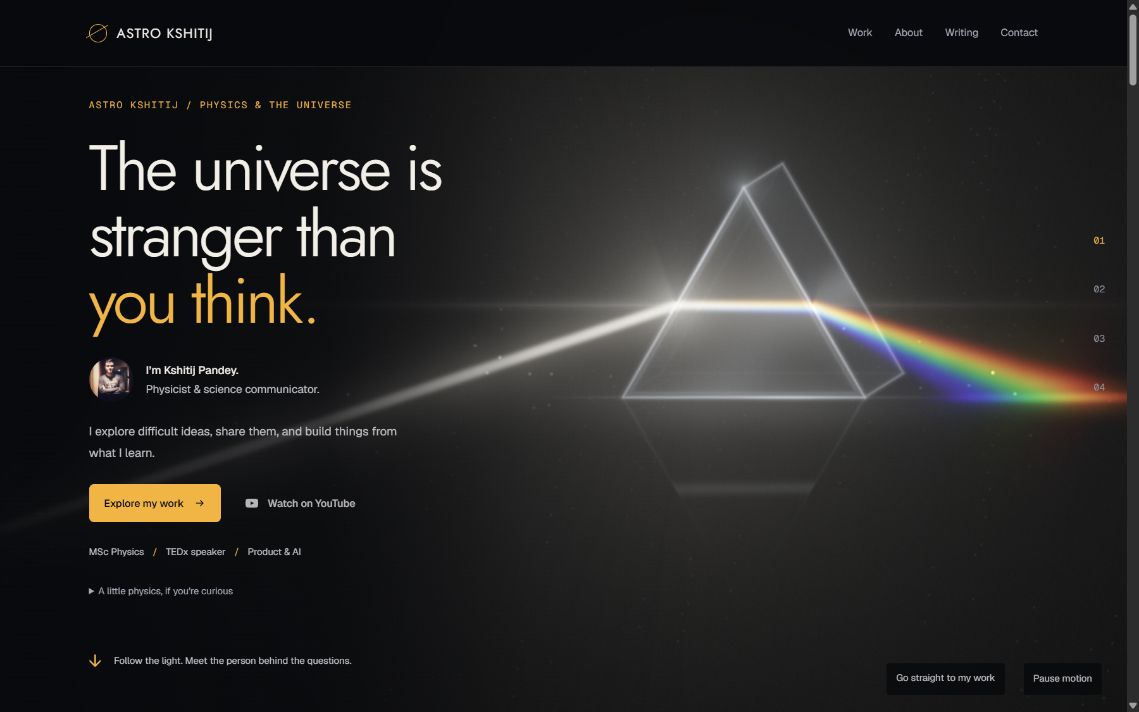 ASTRO KSHITIJ
Work About Writing Contact
ASTRO KSHITIJ / PHYSICS & THE UNIVERSE
The universe is
stranger than
you think.
I'm Kshitij Pandey.
Physicist & science communicator.
I explore difficult ideas, share them, and build things from
what I learn.
Explore my work →
Watch on YouTube
MSc Physics / TEDx speaker / Product & AI
A little physics, if you're curious
Follow the light. Meet the person behind the questions.
01
02
03
04
Go straight to my work
Pause motion